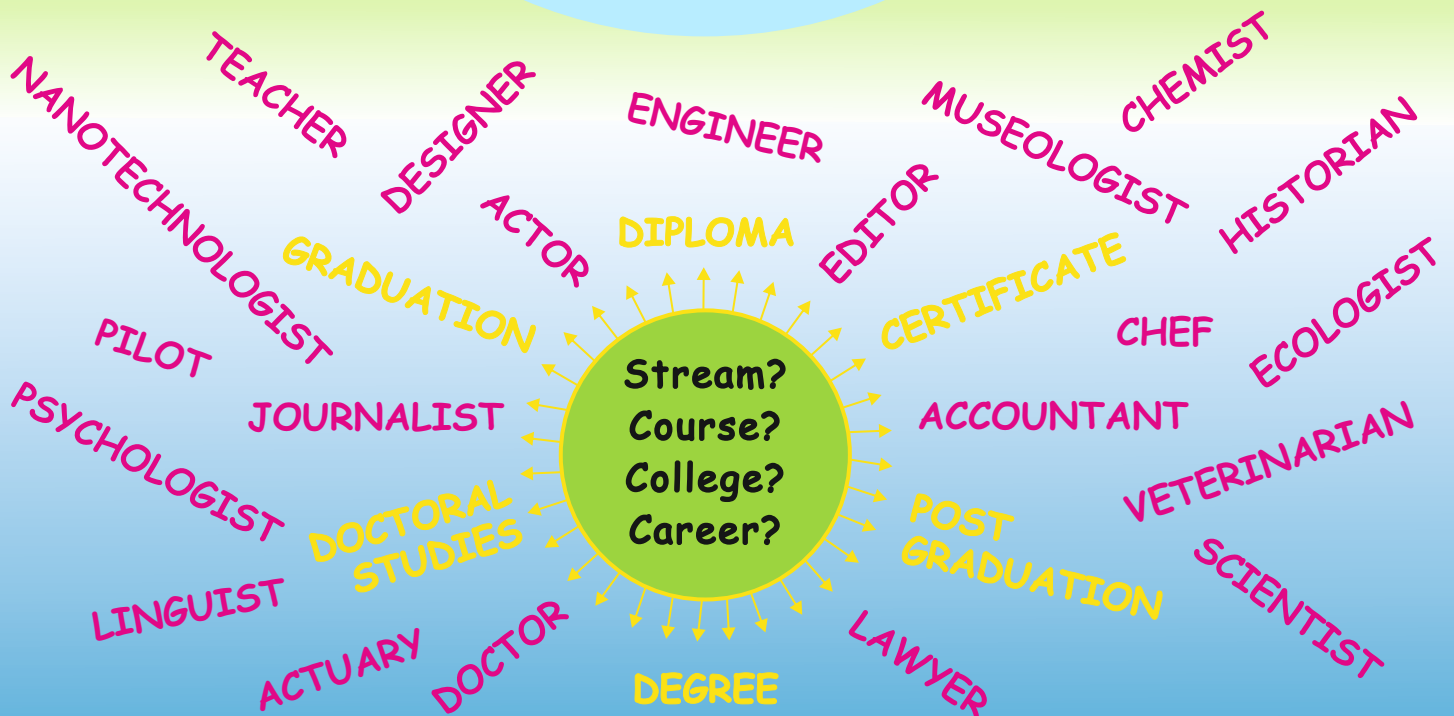 CHEMIST
TEACHER
NANOTECHNOLOGIST
DESIGNER
ENGINEER
MUSEOLOGIST
HISTORIAN
ACTOR
EDITOR
DIPLOMA
GRADUATION
CERTIFICATE
ECOLOGIST
PILOT
CHEF
Stream?
Course?
College?
Career?
JOURNALIST
ACCOUNTANT
PSYCHOLOGIST
VETERINARIAN
DOCTORAL
STUDIES
POST
GRADUATION
SCIENTIST
LINGUIST
ACTUARY
DOCTOR
LAWYER
DEGREE